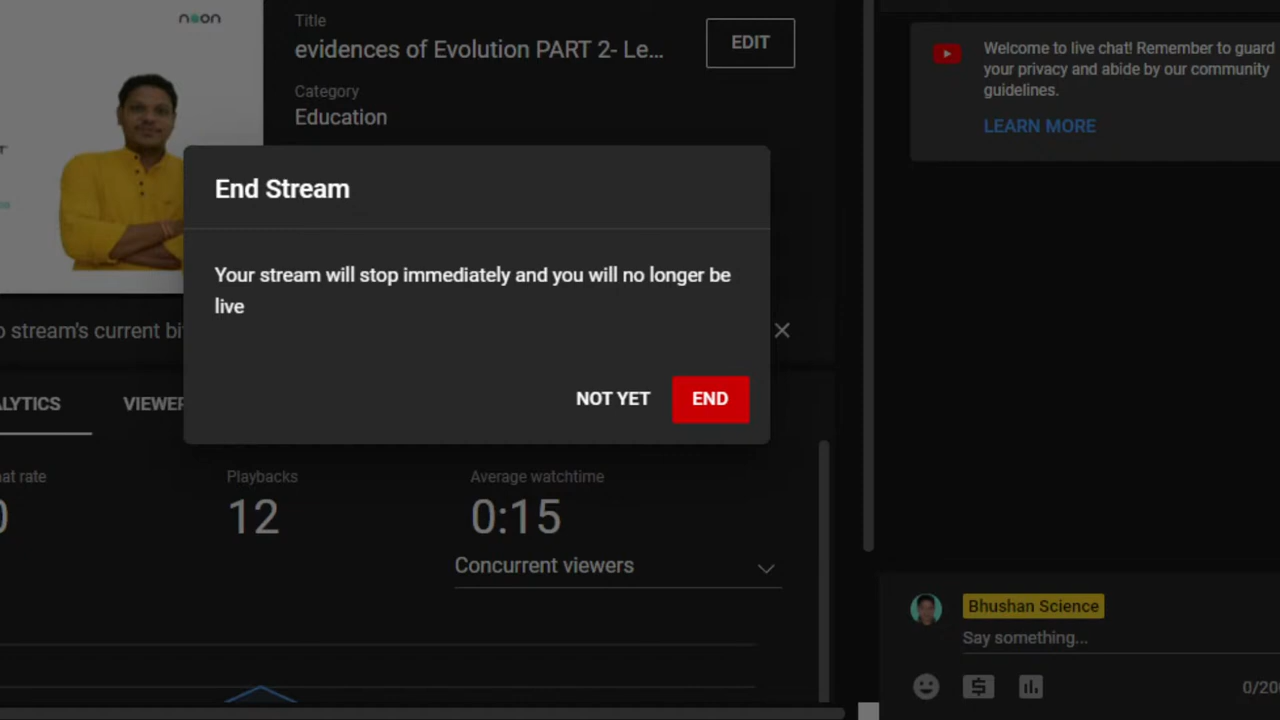 noon
Title
evidences of Evolution PART 2- Le...
EDIT
Category
Education
Welcome to live chat! Remember to guard
your privacy and abide by our community
guidelines.
LEARN MORE
End Stream
Your stream will stop immediately and you will no longer be
live
NOT YET
END
o stream's current bi
LYTICS
VIEWER
at rate
0
Playbacks
12
Average watchtime
0:15
Concurrent viewers
Bhushan Science
Say something...
0/20